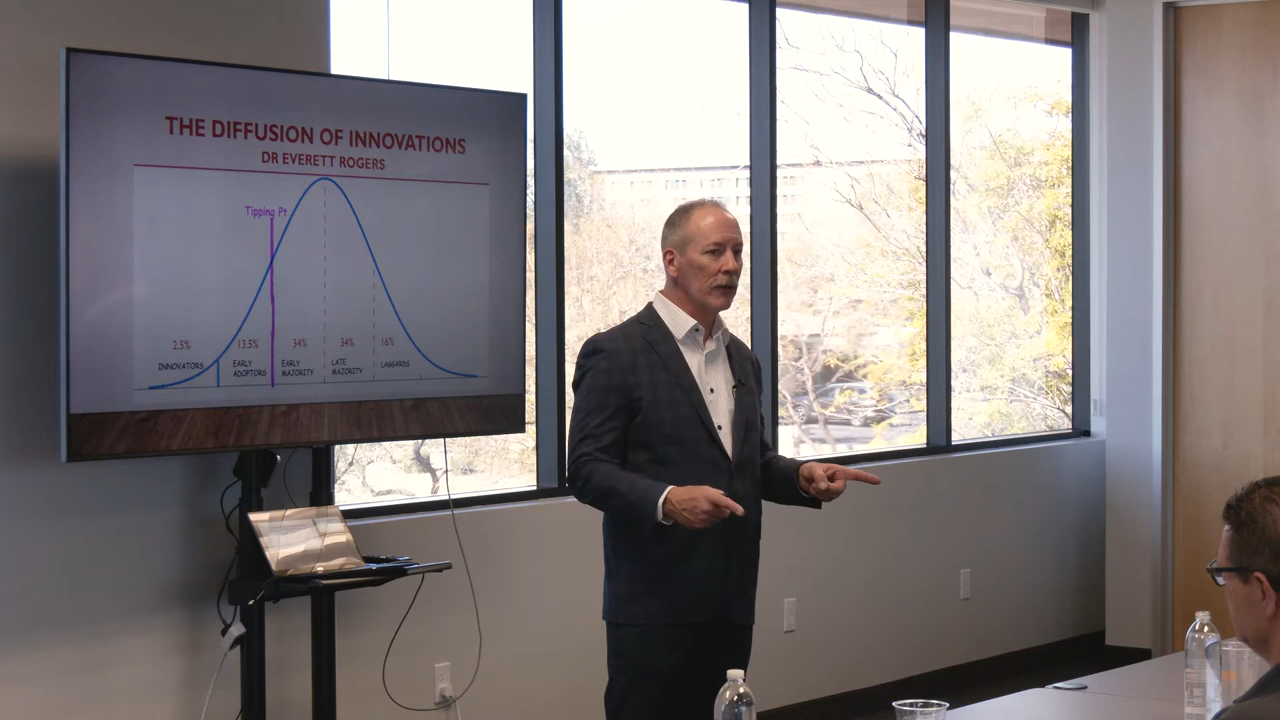 THE DIFFUSION OF INNOVATIONS
DR EVERETT ROGERS
Tipping Pt
2.5% 13.5% 34% 34% 16%
INNOVATORS EARLY ADOPTORS EARLY MAJORITY LATE MAJORITY LAGGARDS